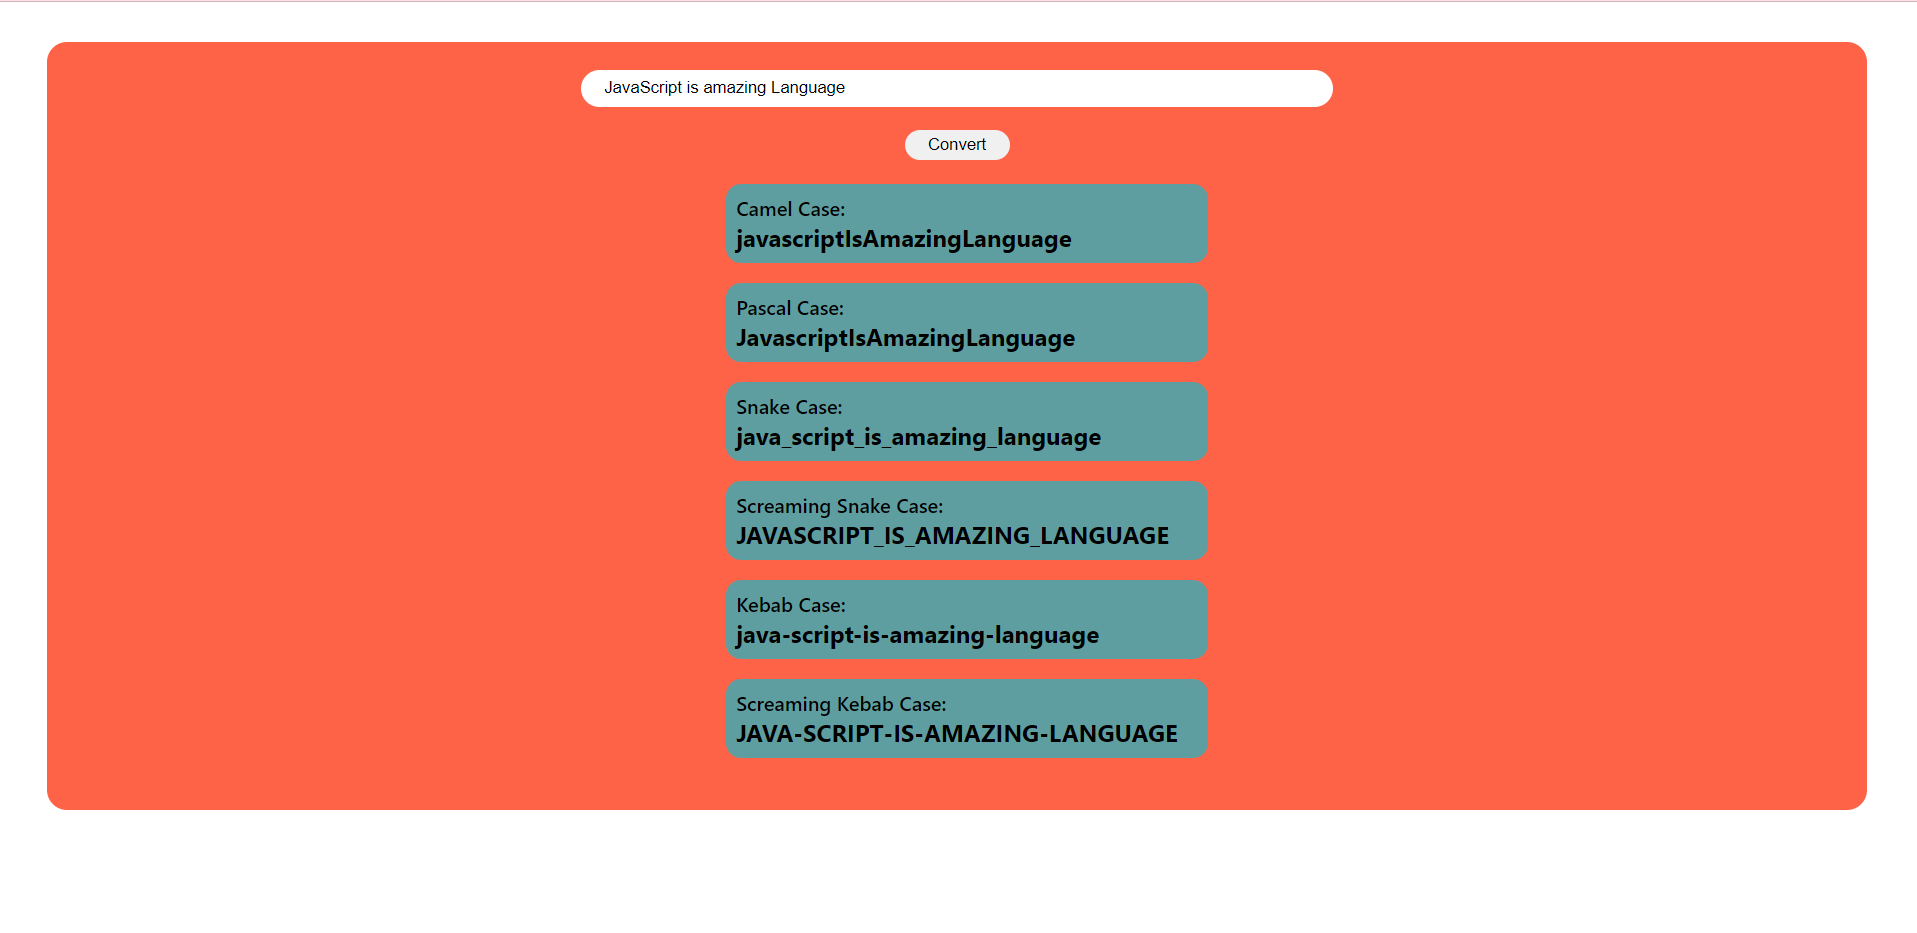 JavaScript is amazing Language
Convert
Camel Case:
javascriptIsAmazingLanguage
Pascal Case:
JavascriptIsAmazingLanguage
Snake Case:
java_script_is_amazing_language
Screaming Snake Case:
JAVASCRIPT_IS_AMAZING_LANGUAGE
Kebab Case:
java-script-is-amazing-language
Screaming Kebab Case:
JAVA-SCRIPT-IS-AMAZING-LANGUAGE